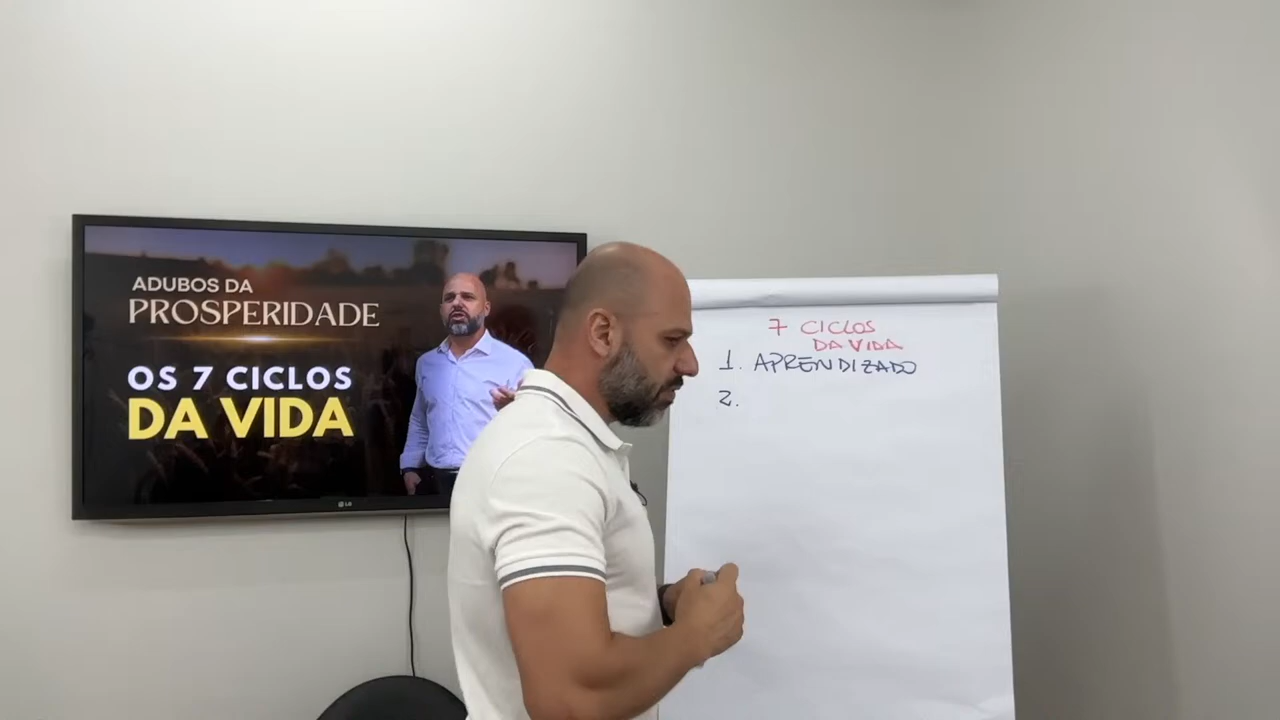 ADUBOS DA
PROSPERIDADE
OS 7 CICLOS
DA VIDA
LG
7 CICLOS
DA VIDA
1. APRENDIZADO
2.